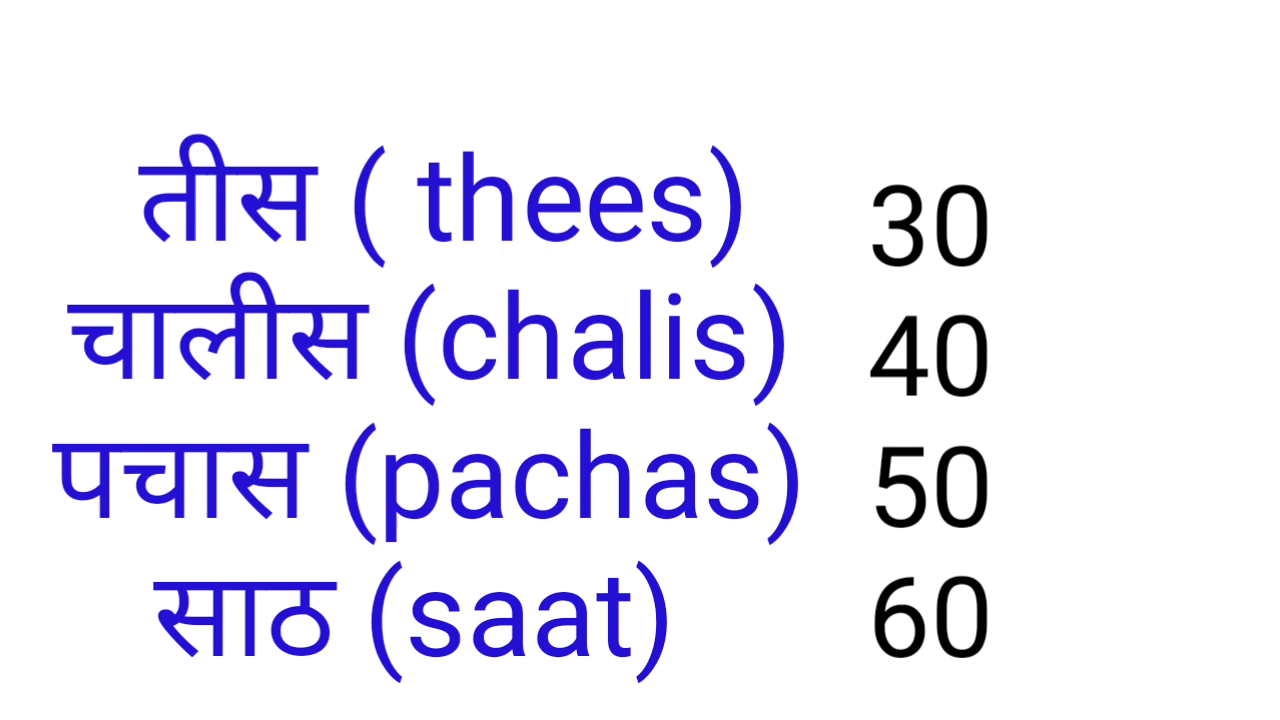 तीस ( thees) 30
चालीस (chalis) 40
पचास (pachas) 50
साठ (saat) 60